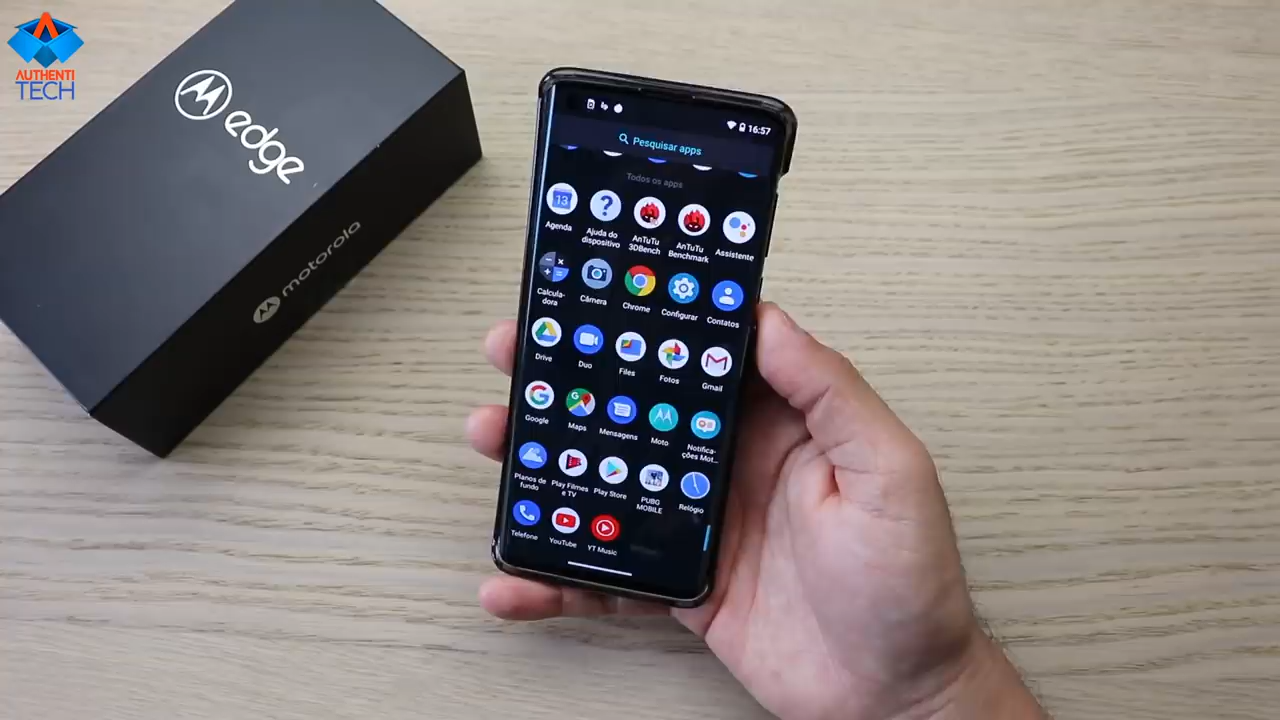 AUTHENTI
TECH
edge
motorola
16:57
Pesquisar apps
Todos os apps
13
Agenda
Ajuda do
dispositivo
AnTuTu
3DBench
AnTuTu
Benchmark
Assistente
Calcula-
dora
Câmera
Chrome
Configurar
Contatos
Drive
Duo
Files
Fotos
Gmail
Google
Maps
Mensagens
Moto
Notifica-
ções Mot...
Planos de
fundo
Play Filmes
e TV
Play Store
PUBG
MOBILE
Relógio
Telefone
YouTube
YT Music